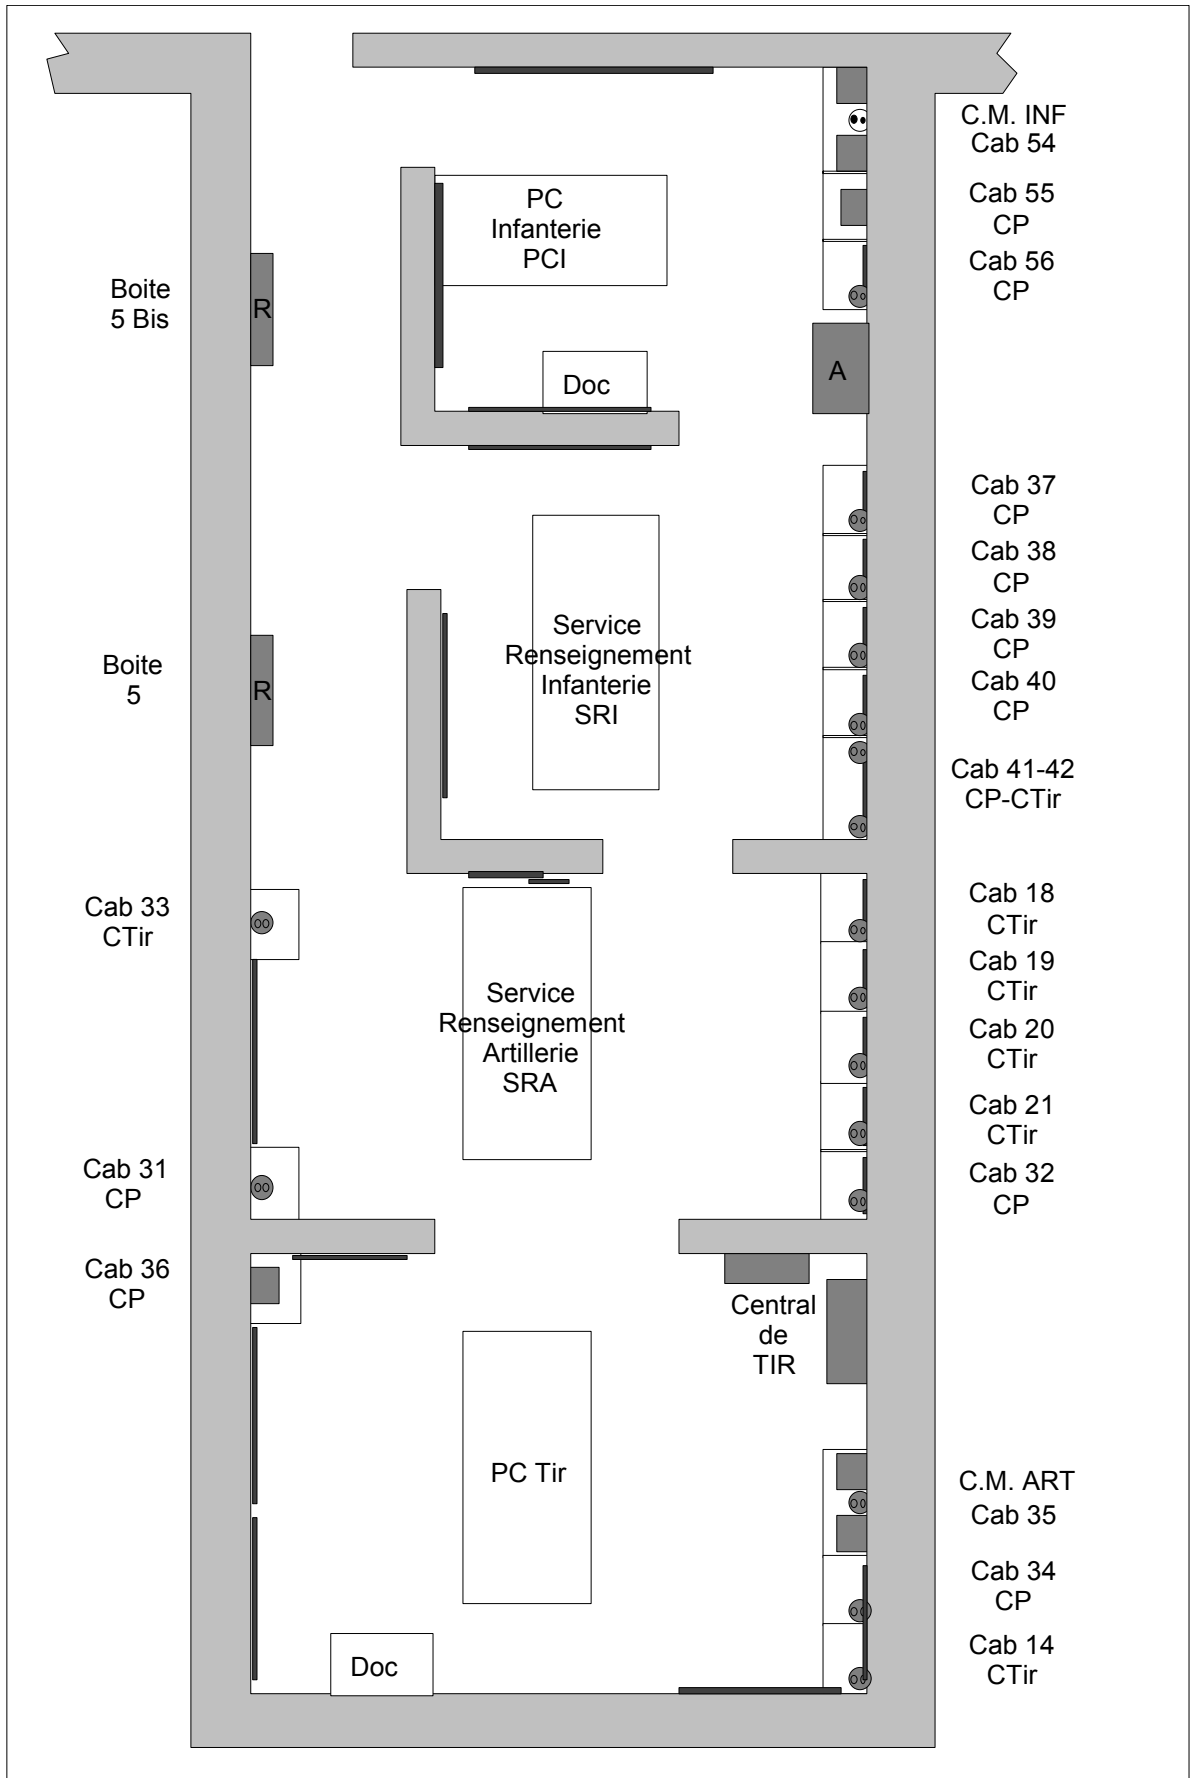 C.M. INF
Cab 54
PC
Infanterie
PCI
Cab 55
CP
Cab 56
CP
Boite
5 Bis
R
A
Doc
Cab 37
CP
Cab 38
CP
Cab 39
CP
Service
Renseignement
Infanterie
SRI
Boite
5
R
Cab 40
CP
Cab 41-42
CP-CTir
Cab 33
CTir
Cab 18
CTir
Cab 19
CTir
Service
Renseignement
Artillerie
SRA
Cab 20
CTir
Cab 21
CTir
Cab 31
CP
Cab 32
CP
Cab 36
CP
Central
de
TIR
PC Tir
C.M. ART
Cab 35
Cab 34
CP
Doc
Cab 14
CTir